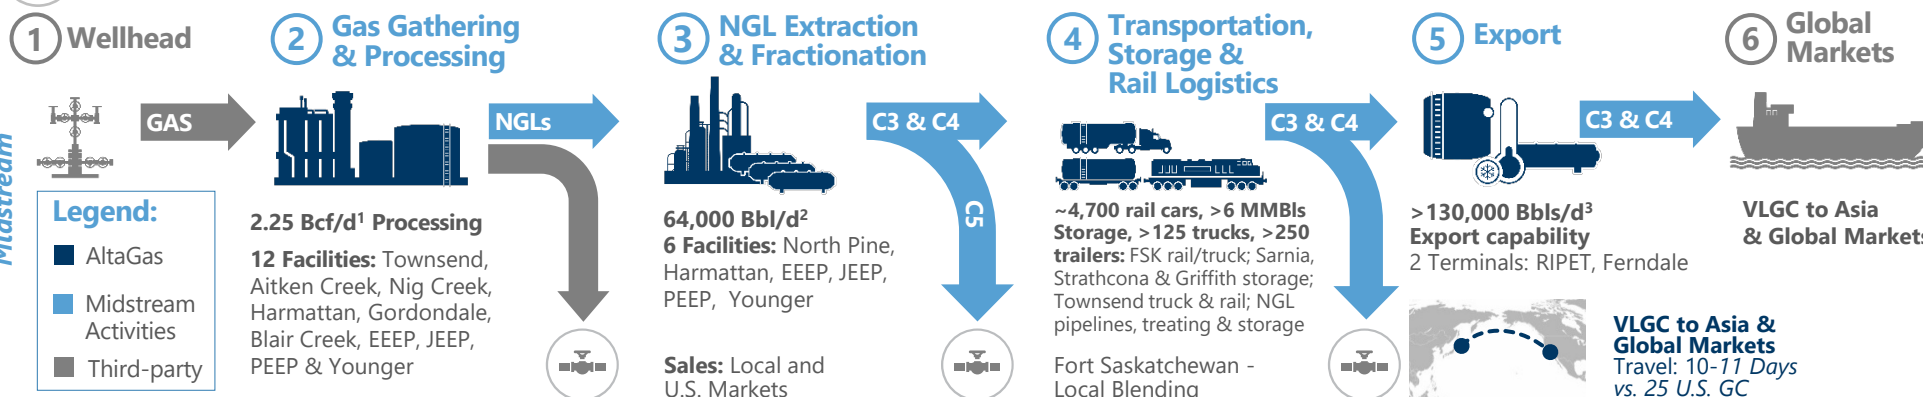 1 Wellhead
GAS
Midstream
Legend:
AltaGas
Midstream
Activities
Third-party
2 Gas Gathering
& Processing
NGLs
2.25 Bcf/d¹ Processing
12 Facilities: Townsend,
Aitken Creek, Nig Creek,
Harmattan, Gordondale,
Blair Creek, EEEP, JEEP,
PEEP & Younger
3 NGL Extraction
& Fractionation
C3 & C4
C5
64,000 Bbl/d²
6 Facilities: North Pine,
Harmattan, EEEP, JEEP,
PEEP, Younger
Sales: Local and
U.S. Markets
4 Transportation,
Storage &
Rail Logistics
C3 & C4
~4,700 rail cars, >6 MMBls
Storage, >125 trucks, >250
trailers: FSK rail/truck; Sarnia,
Strathcona & Griffith storage;
Townsend truck & rail; NGL
pipelines, treating & storage
Fort Saskatchewan -
Local Blending
5 Export
C3 & C4
>130,000 Bbls/d³
Export capability
2 Terminals: RIPET, Ferndale
VLGC to Asia &
Global Markets
Travel: 10-11 Days
vs. 25 U.S. GC
6 Global
Markets
VLGC to Asia
& Global Markets